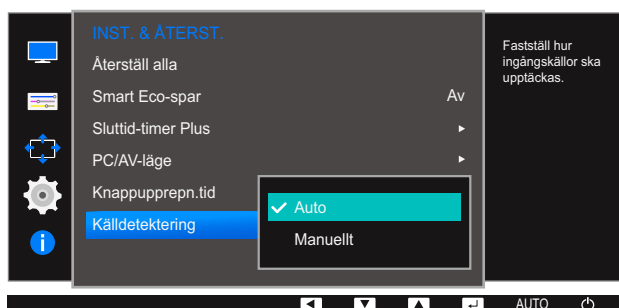 INST. & ÅTERST.
Återställ alla
Smart Eco-spar Av
Sluttid-timer Plus
PC/AV-läge
Knappupprepn.tid
Källdetektering
Auto
Manuellt
Fastställ hur
ingångskällor ska
upptäckas.
AUTO